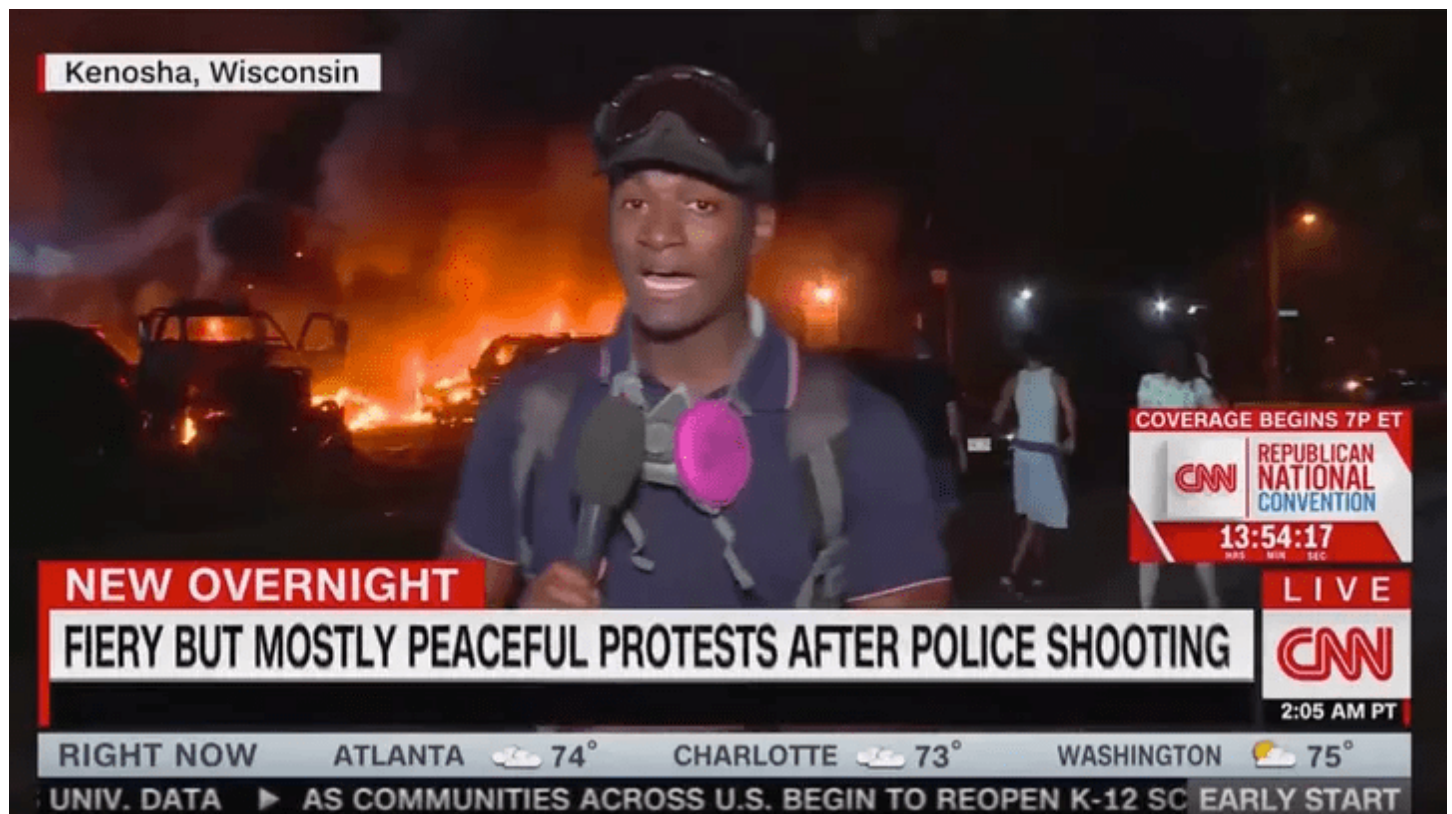 Kenosha, Wisconsin
COVERAGE BEGINS 7P ET
CNN
REPUBLICAN
NATIONAL
CONVENTION
13:54:17
HRS MIN SEC
NEW OVERNIGHT
LIVE
FIERY BUT MOSTLY PEACEFUL PROTESTS AFTER POLICE SHOOTING
CNN
2:05 AM PT
RIGHT NOW ATLANTA 74° CHARLOTTE 73° WASHINGTON 75°
UNIV. DATA ▶ AS COMMUNITIES ACROSS U.S. BEGIN TO REOPEN K-12 SC EARLY START